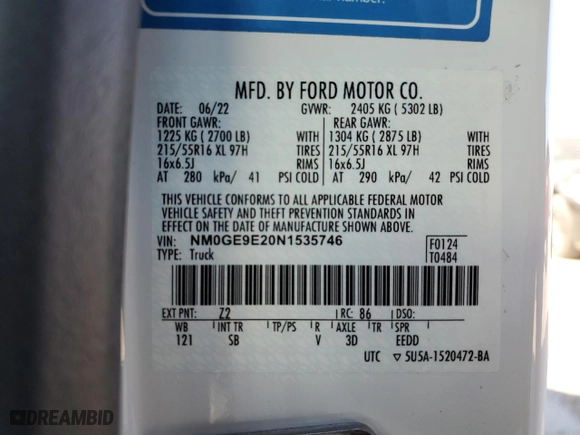 number.
MFD. BY FORD MOTOR CO.
DATE: 06/22 GVWR: 2405 KG ( 5302 LB)
FRONT GAWR: REAR GAWR:
1225 KG ( 2700 LB) WITH 1304 KG ( 2875 LB) WITH
215/55R16 XL 97H TIRES 215/55R16 XL 97H TIRES
16x6.5J RIMS 16x6.5J RIMS
AT 280 kPa/ 41 PSI COLD AT 290 kPa/ 42 PSI COLD
THIS VEHICLE CONFORMS TO ALL APPLICABLE FEDERAL MOTOR
VEHICLE SAFETY AND THEFT PREVENTION STANDARDS IN
EFFECT ON THE DATE OF MANUFACTURE SHOWN ABOVE.
VIN: NM0GE9E20N1535746 F0124
TYPE: Truck T0484
EXT PNT: Z2 RC: 86 DSO:
WB INT TR TP/PS R AXLE TR SPR
121 SB V 3D EEDD
UTC ▽ 5U5A-1520472-BA
DREAMBID